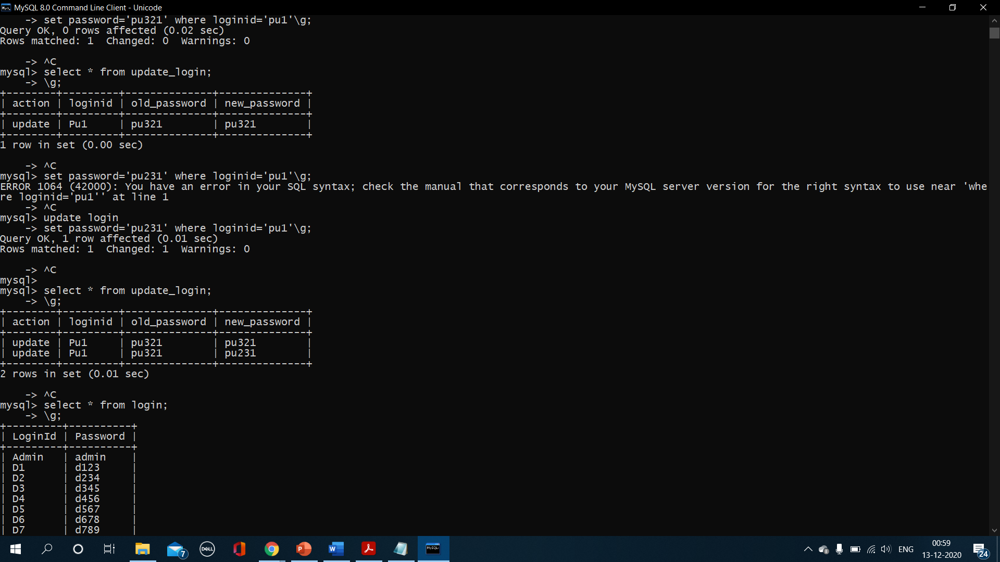 MySQL 8.0 Command Line Client - Unicode
    -> set password='pu321' where loginid='pu1'\g;
Query OK, 0 rows affected (0.02 sec)
Rows matched: 1  Changed: 0  Warnings: 0
    -> ^C
mysql> select * from update_login;
    -> \g;
+--------+---------+--------------+--------------+
| action | loginid | old_password | new_password |
+--------+---------+--------------+--------------+
| update | Pu1     | pu321        | pu321        |
+--------+---------+--------------+--------------+
1 row in set (0.00 sec)
    -> ^C
mysql> set password='pu231' where loginid='pu1'\g;
ERROR 1064 (42000): You have an error in your SQL syntax; check the manual that corresponds to your MySQL server version for the right syntax to use near 'whe
re loginid='pu1'' at line 1
    -> ^C
mysql> update login
    -> set password='pu231' where loginid='pu1'\g;
Query OK, 1 row affected (0.01 sec)
Rows matched: 1  Changed: 1  Warnings: 0
    -> ^C
mysql>
mysql> select * from update_login;
    -> \g;
+--------+---------+--------------+--------------+
| action | loginid | old_password | new_password |
+--------+---------+--------------+--------------+
| update | Pu1     | pu321        | pu321        |
| update | Pu1     | pu321        | pu231        |
+--------+---------+--------------+--------------+
2 rows in set (0.01 sec)
    -> ^C
mysql> select * from login;
    -> \g;
+---------+----------+
| LoginId | Password |
+---------+----------+
| Admin   | admin    |
| D1      | d123     |
| D2      | d234     |
| D3      | d345     |
| D4      | d456     |
| D5      | d567     |
| D6      | d678     |
| D7      | d789     |
7
DELL
P
W
MySQL
ENG
00:59
13-12-2020
24